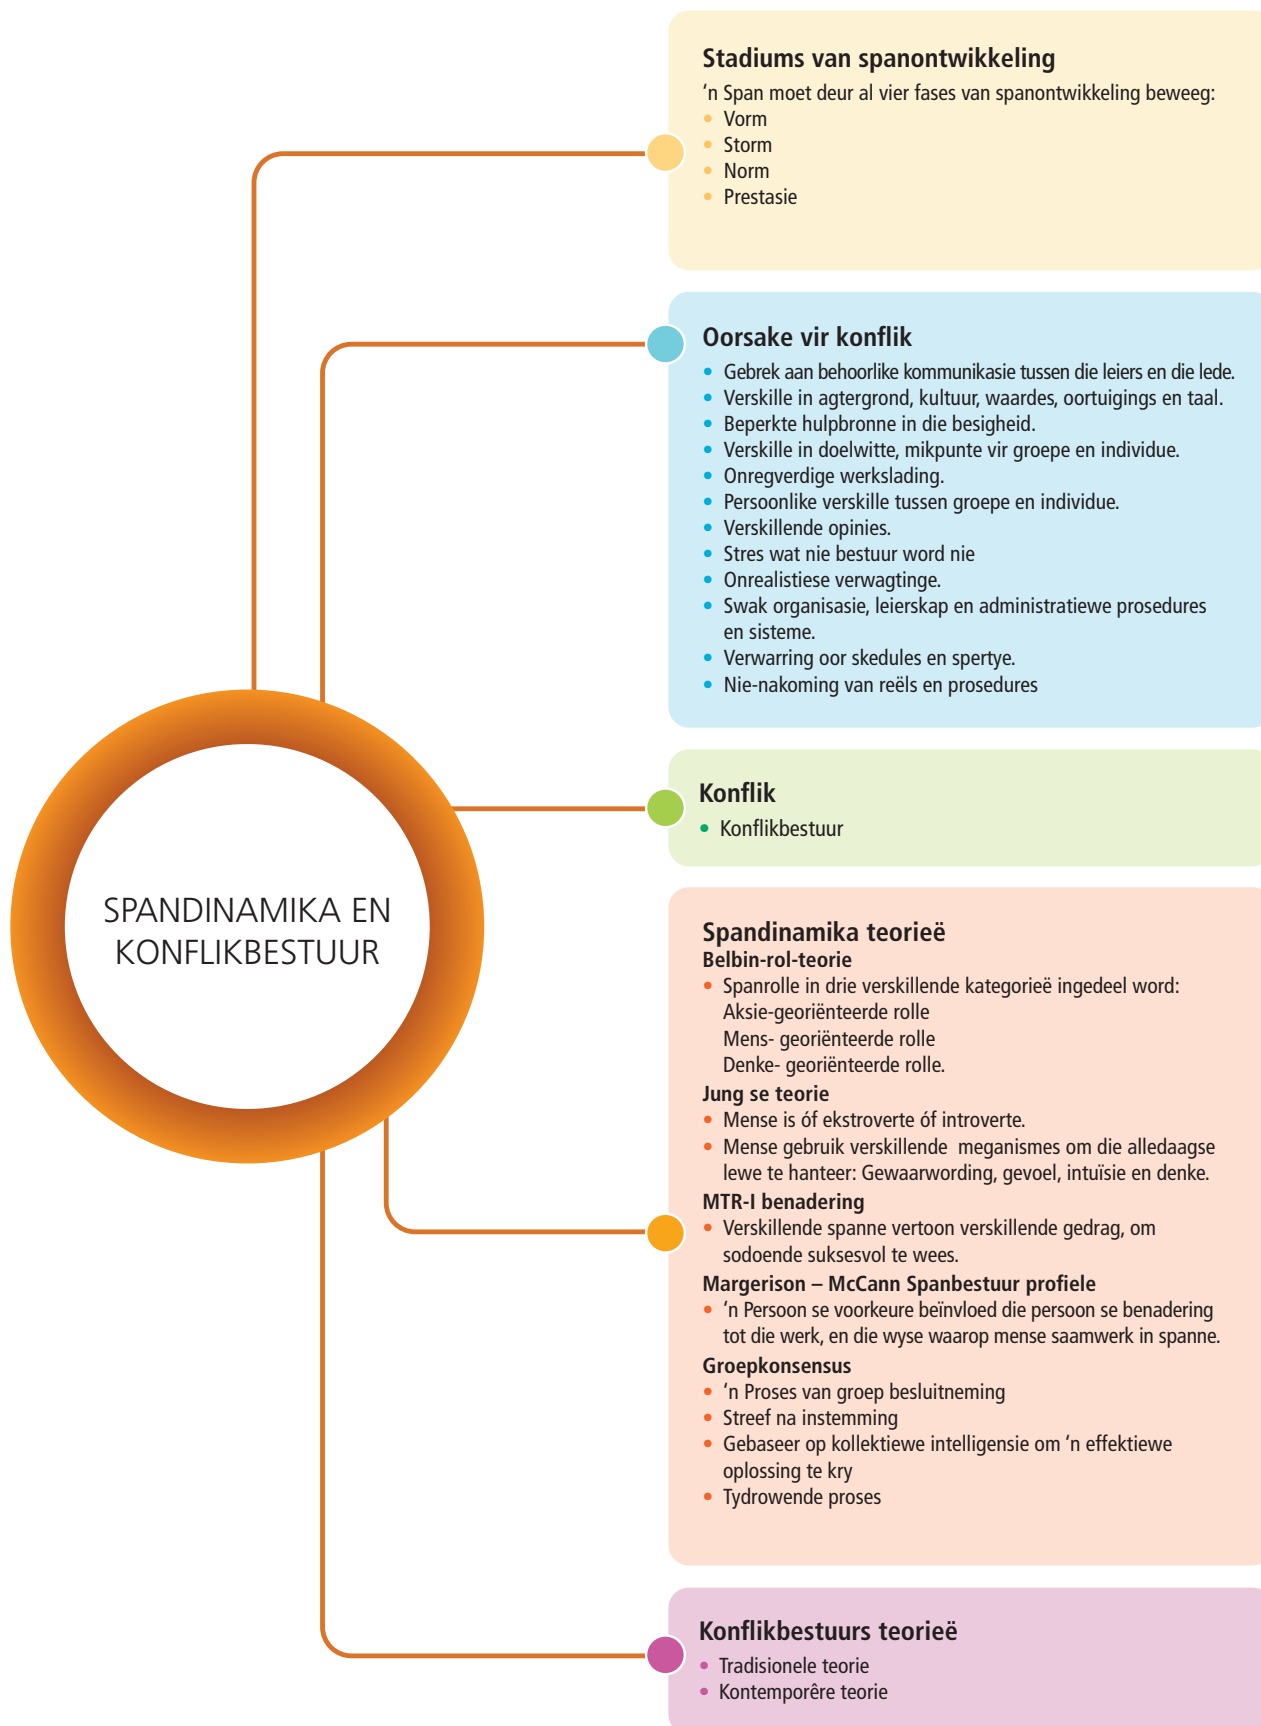 Stadiums van spanontwikkeling
‘n Span moet deur al vier fases van spanontwikkeling beweeg:
• Vorm
• Storm
• Norm
• Prestasie
Oorsake vir konflik
• Gebrek aan behoorlike kommunikasie tussen die leiers en die lede.
• Verskille in agtergrond, kultuur, waardes, oortuigings en taal.
• Beperkte hulpbronne in die besigheid.
• Verskille in doelwitte, mikpunte vir groepe en individue.
• Onregverdige werkslading.
• Persoonlike verskille tussen groepe en individue.
• Verskillende opinies.
• Stres wat nie bestuur word nie
• Onrealistiese verwagtinge.
• Swak organisasie, leierskap en administratiewe prosedures
en sisteme.
• Verwarring oor skedules en spertye.
• Nie-nakoming van reëls en prosedures
Konflik
• Konflikbestuur
SPANDINAMIKA EN
KONFLIKBESTUUR
Spandinamika teorieë
Belbin-rol-teorie
• Spanrolle in drie verskillende kategorieë ingedeel word:
Aksie-georiënteerde rolle
Mens- georiënteerde rolle
Denke- georiënteerde rolle.
Jung se teorie
• Mense is óf ekstroverte óf introverte.
• Mense gebruik verskillende meganismes om die alledaagse
lewe te hanteer: Gewaarwording, gevoel, intuïsie en denke.
MTR-I benadering
• Verskillende spanne vertoon verskillende gedrag, om
sodoende suksesvol te wees.
Margerison – McCann Spanbestuur profiele
• ‘n Persoon se voorkeure beïnvloed die persoon se benadering
tot die werk, en die wyse waarop mense saamwerk in spanne.
Groepkonsensus
• ‘n Proses van groep besluitneming
• Streef na instemming
• Gebaseer op kollektiewe intelligensie om ‘n effektiewe
oplossing te kry
• Tydrowende proses
Konflikbestuurs teorieë
• Tradisionele teorie
• Kontemporêre teorie